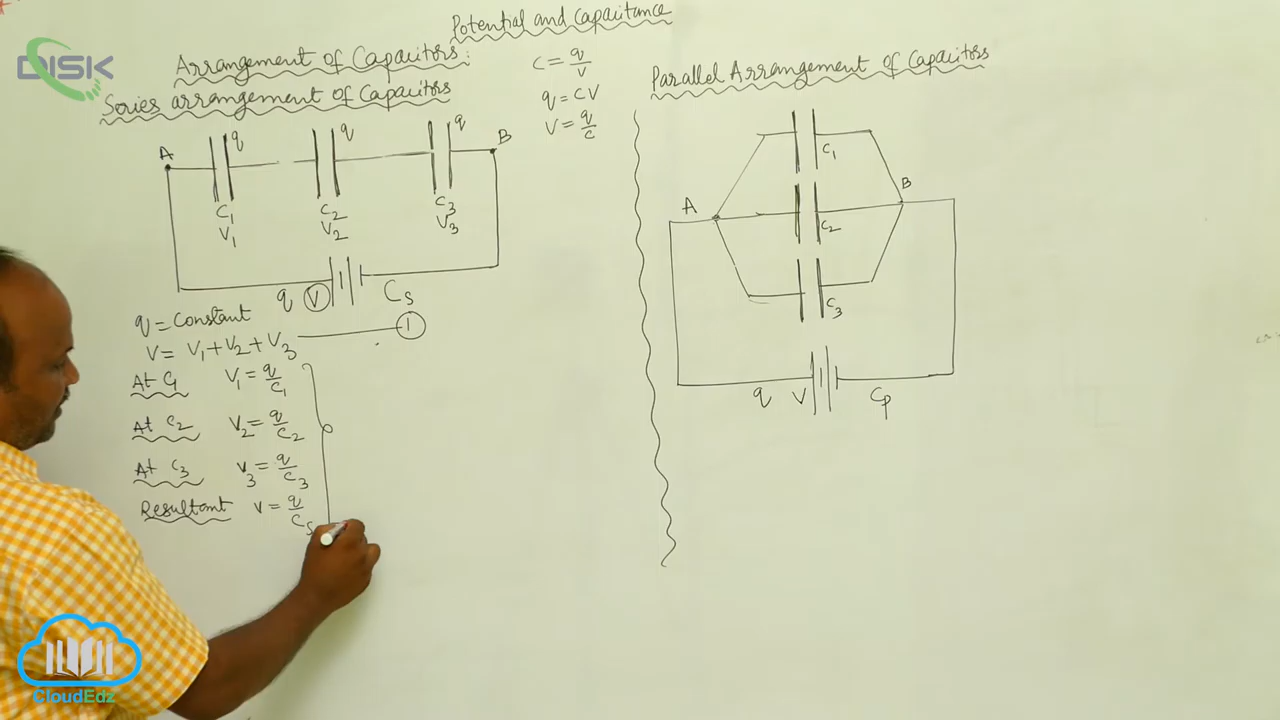 DISK
Potential and Capacitance
Arrangement of Capacitors:
Series arrangement of Capacitors
C = q/v
q = CV
V = q/c
A q q q B
C1 C2 C3
V1 V2 V3
q V Cs
q = Constant
V = V1 + V2 + V3 1
At C1 V1 = q/C1
At C2 V2 = q/C2
At C3 V3 = q/C3
Resultant V = q/Cs
Parallel Arrangement of Capacitors
C1
A B
C2
C3
q V Cp
CloudEdz